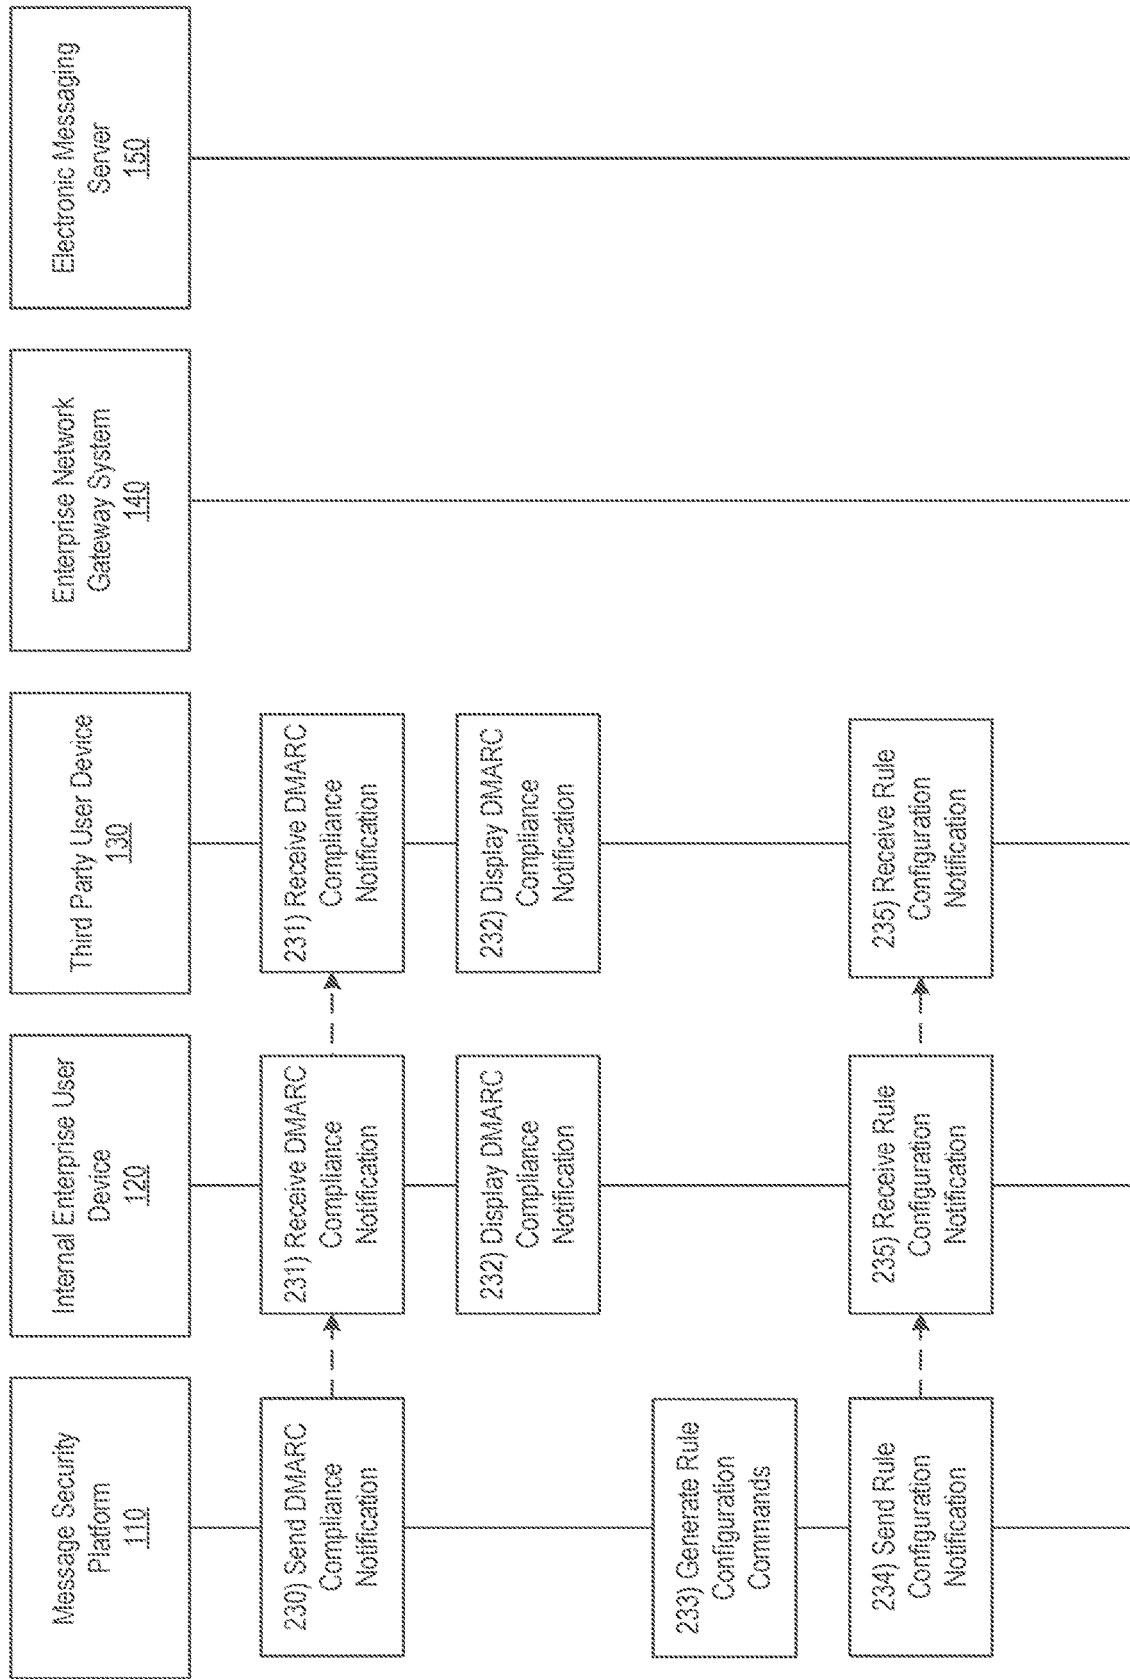 Message Security
Platform
110
Internal Enterprise User
Device
120
Third Party User Device
130
Enterprise Network
Gateway System
140
Electronic Messaging
Server
150
230) Send DMARC
Compliance
Notification
231) Receive DMARC
Compliance
Notification
231) Receive DMARC
Compliance
Notification
232) Display DMARC
Compliance
Notification
232) Display DMARC
Compliance
Notification
233) Generate Rule
Configuration
Commands
234) Send Rule
Configuration
Notification
235) Receive Rule
Configuration
Notification
235) Receive Rule
Configuration
Notification